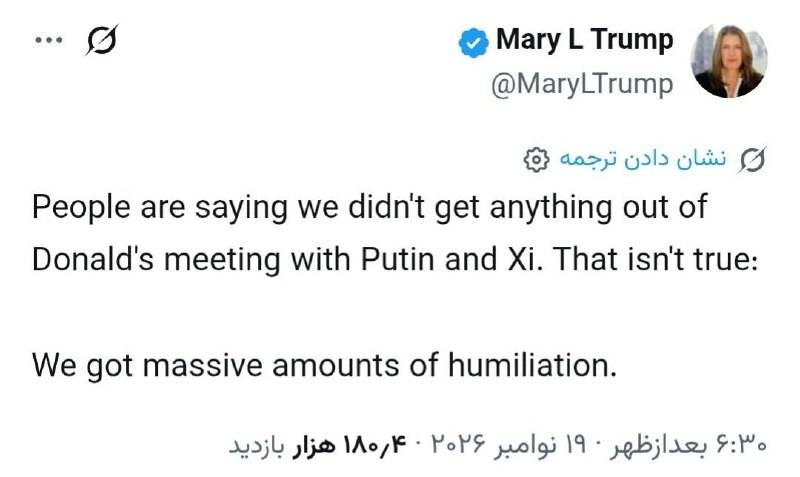 Mary L Trump
@MaryLTrump
نشان دادن ترجمه
People are saying we didn't get anything out of
Donald's meeting with Putin and Xi. That isn't true:
We got massive amounts of humiliation.
۶:۳۰ بعدازظهر · ۱۹ نوامبر ۲۰۲۶ · ۱۸۰٫۴ هزار بازدید